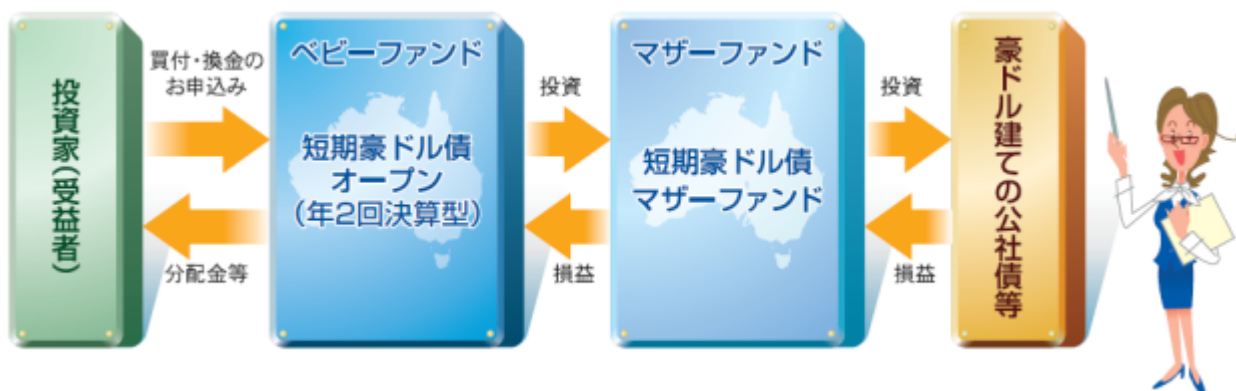 投資家(受益者)
買付・換金の
お申込み
分配金等
ベビーファンド
短期豪ドル債
オープン
(年2回決算型)
投資
損益
マザーファンド
短期豪ドル債
マザーファンド
投資
損益
豪ドル建ての公社債等